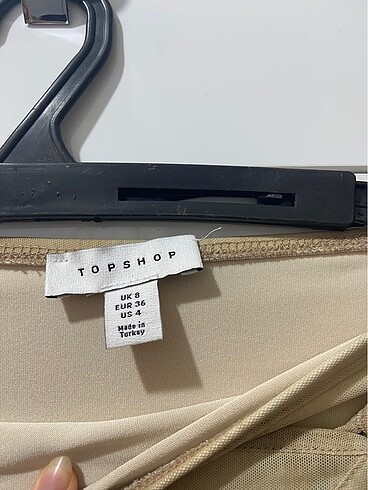 TOPSHOP
UK 8
EUR 36
US 4
Made in
Turkey